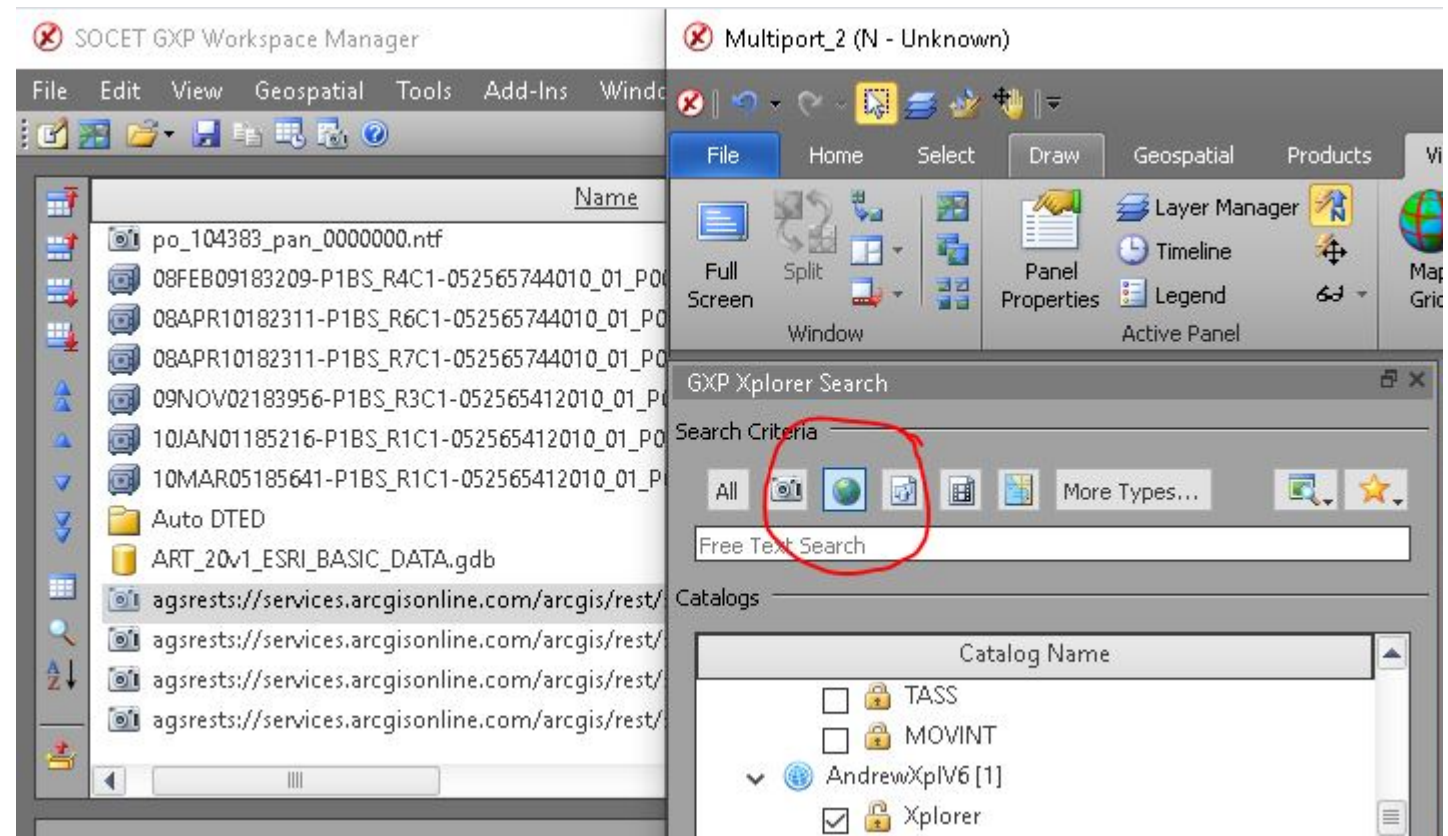 SOCET GXP Workspace Manager
File Edit View Geospatial Tools Add-Ins
Name
po_104383_pan_0000000.ntf
08FEB09183209-P1BS_R4C1-052565744010_01_P00
08APR10182311-P1BS_R6C1-052565744010_01_P0
08APR10182311-P1BS_R7C1-052565744010_01_P0
09NOV02183956-P1BS_R3C1-052565412010_01_P0
10JAN01185216-P1BS_R1C1-052565412010_01_P0
10MAR05185641-P1BS_R1C1-052565412010_01_P
Auto DTED
ART_20v1_ESRI_BASIC_DATA.gdb
agsrests://services.arcgisonline.com/arcgis/rest/
agsrests://services.arcgisonline.com/arcgis/rest/
agsrests://services.arcgisonline.com/arcgis/rest/
agsrests://services.arcgisonline.com/arcgis/rest/
Multiport_2 (N - Unknown)
File Home Select Draw Geospatial Products Vi
Full Screen
Split
Window
Panel Properties
Layer Manager
Timeline
Legend
Active Panel
Map Grid
GXP Xplorer Search
Search Criteria
All More Types...
Free Text Search
Catalogs
Catalog Name
TASS
MOVINT
AndrewXplV6 [1]
Xplorer